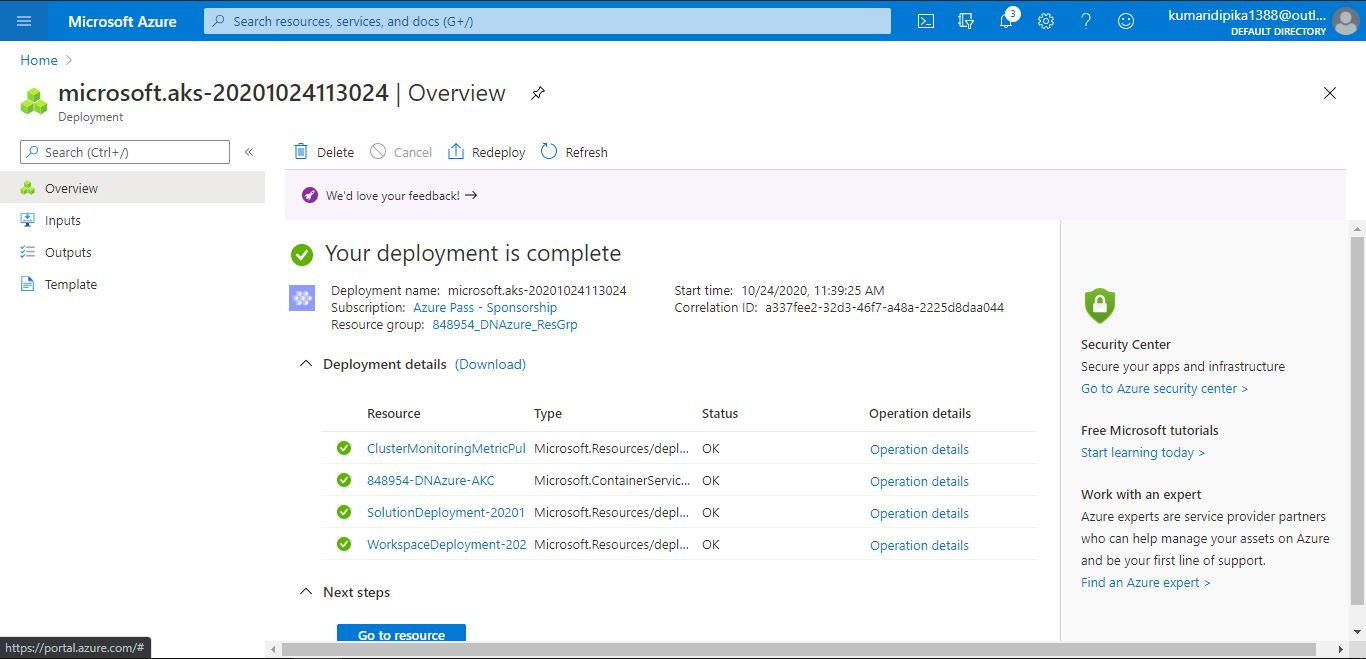 Microsoft Azure
Search resources, services, and docs (G+/)
3
kumaridipika1388@outl...
DEFAULT DIRECTORY
Home
microsoft.aks-20201024113024 | Overview
Deployment
Search (Ctrl+/)
«
Delete
Cancel
Redeploy
Refresh
Overview
Inputs
Outputs
Template
We'd love your feedback! →
Your deployment is complete
Deployment name: microsoft.aks-20201024113024
Subscription: Azure Pass - Sponsorship
Resource group: 848954_DNAzure_ResGrp
Start time: 10/24/2020, 11:39:25 AM
Correlation ID: a337fee2-32d3-46f7-a48a-2225d8daa044
Deployment details (Download)
Resource Type Status Operation details
ClusterMonitoringMetricPul Microsoft.Resources/depl... OK Operation details
848954-DNAzure-AKC Microsoft.ContainerServic... OK Operation details
SolutionDeployment-20201 Microsoft.Resources/depl... OK Operation details
WorkspaceDeployment-202 Microsoft.Resources/depl... OK Operation details
Next steps
Go to resource
Security Center
Secure your apps and infrastructure
Go to Azure security center >
Free Microsoft tutorials
Start learning today >
Work with an expert
Azure experts are service provider partners
who can help manage your assets on Azure
and be your first line of support.
Find an Azure expert >
https://portal.azure.com/#